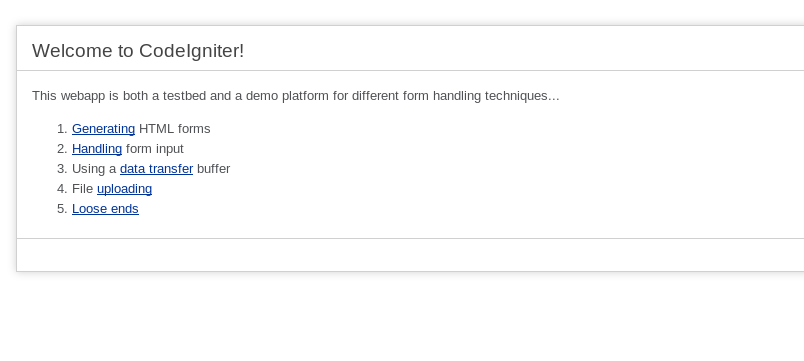 Welcome to CodeIgniter!
This webapp is both a testbed and a demo platform for different form handling techniques...
1. Generating HTML forms
2. Handling form input
3. Using a data transfer buffer
4. File uploading
5. Loose ends